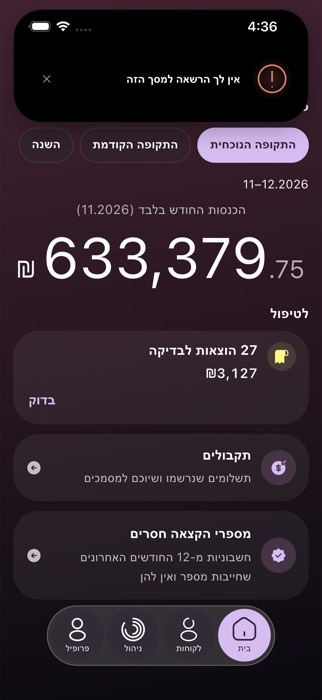 4:36
אין לך הרשאה למסך הזה
התקופה הנוכחית
התקופה הקודמת
השנה
11–12.2026
הכנסות החודש בלבד (11.2026)
₪ 633,379.75
לטיפול
27 הוצאות לבדיקה
₪3,127
בדוק
תקבולים
תשלומים שנרשמו ושיוכם למסמכים
מספרי הקצאה חסרים
חשבוניות מ-12 החודשים האחרונים
שחייבות מספר ואין להן
בית
לקוחות
ניהול
פרופיל